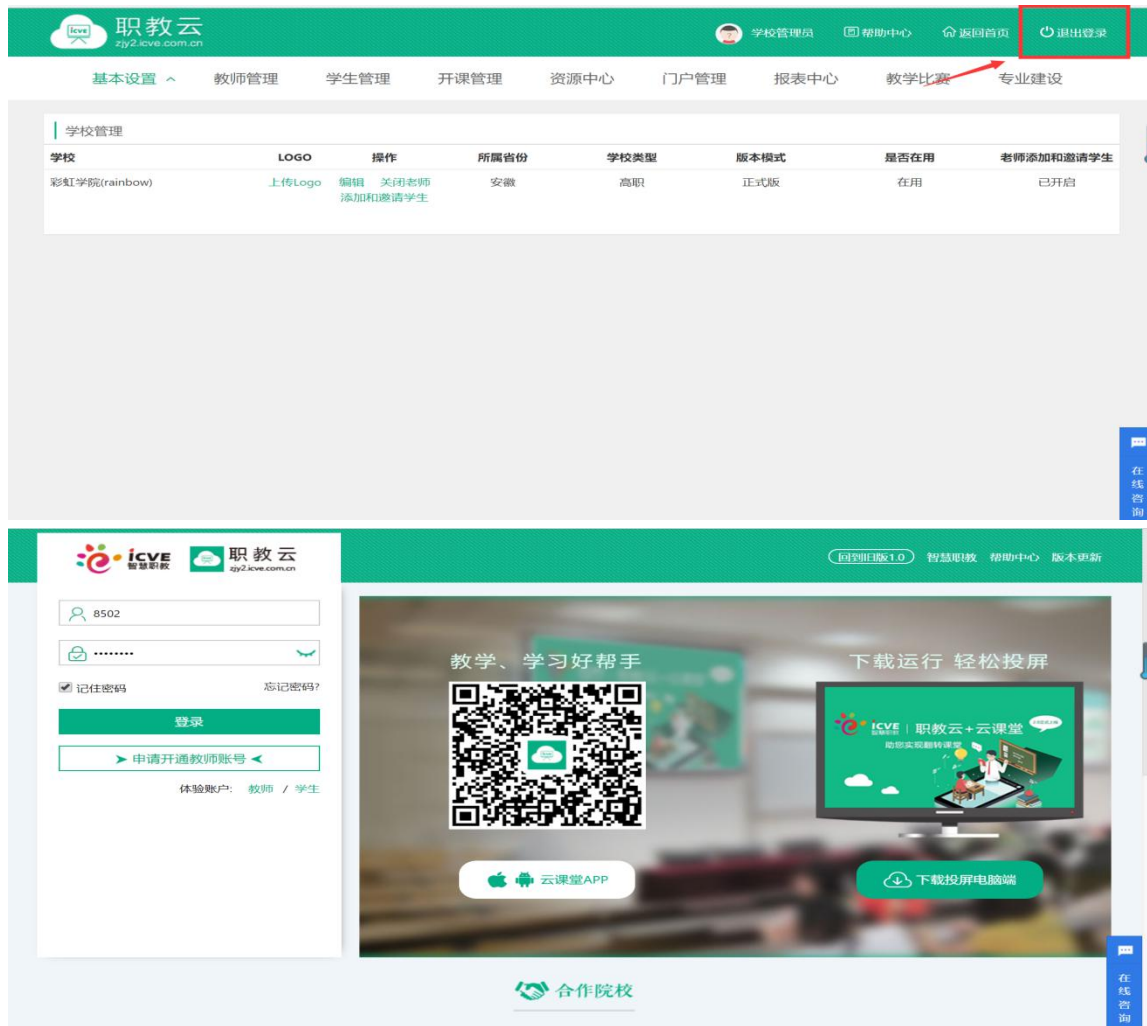 icve 职教云
zjy2.icve.com.cn
学校管理员 帮助中心 返回首页 退出登录
基本设置 教师管理 学生管理 开课管理 资源中心 门户管理 报表中心 教学比赛 专业建设
学校管理
学校 LOGO 操作 所属省份 学校类型 版本模式 是否在用 老师添加和邀请学生
彩虹学院(rainbow) 上传Logo 编辑 关闭老师 安徽 高职 正式版 在用 已开启
添加和邀请学生
在线咨询
icve 智慧职教 职教云
zjy2.icve.com.cn
回到旧版1.0 智慧职教 帮助中心 版本更新
8502
••••••••
记住密码 忘记密码?
登录
➤ 申请开通教师账号 ➤
体验账户: 教师 / 学生
教学、学习好帮手
下载运行 轻松投屏
icve 智慧职教 | 职教云+云课堂
助您实现翻转课堂
云课堂APP
下载投屏电脑端
在线咨询
合作院校